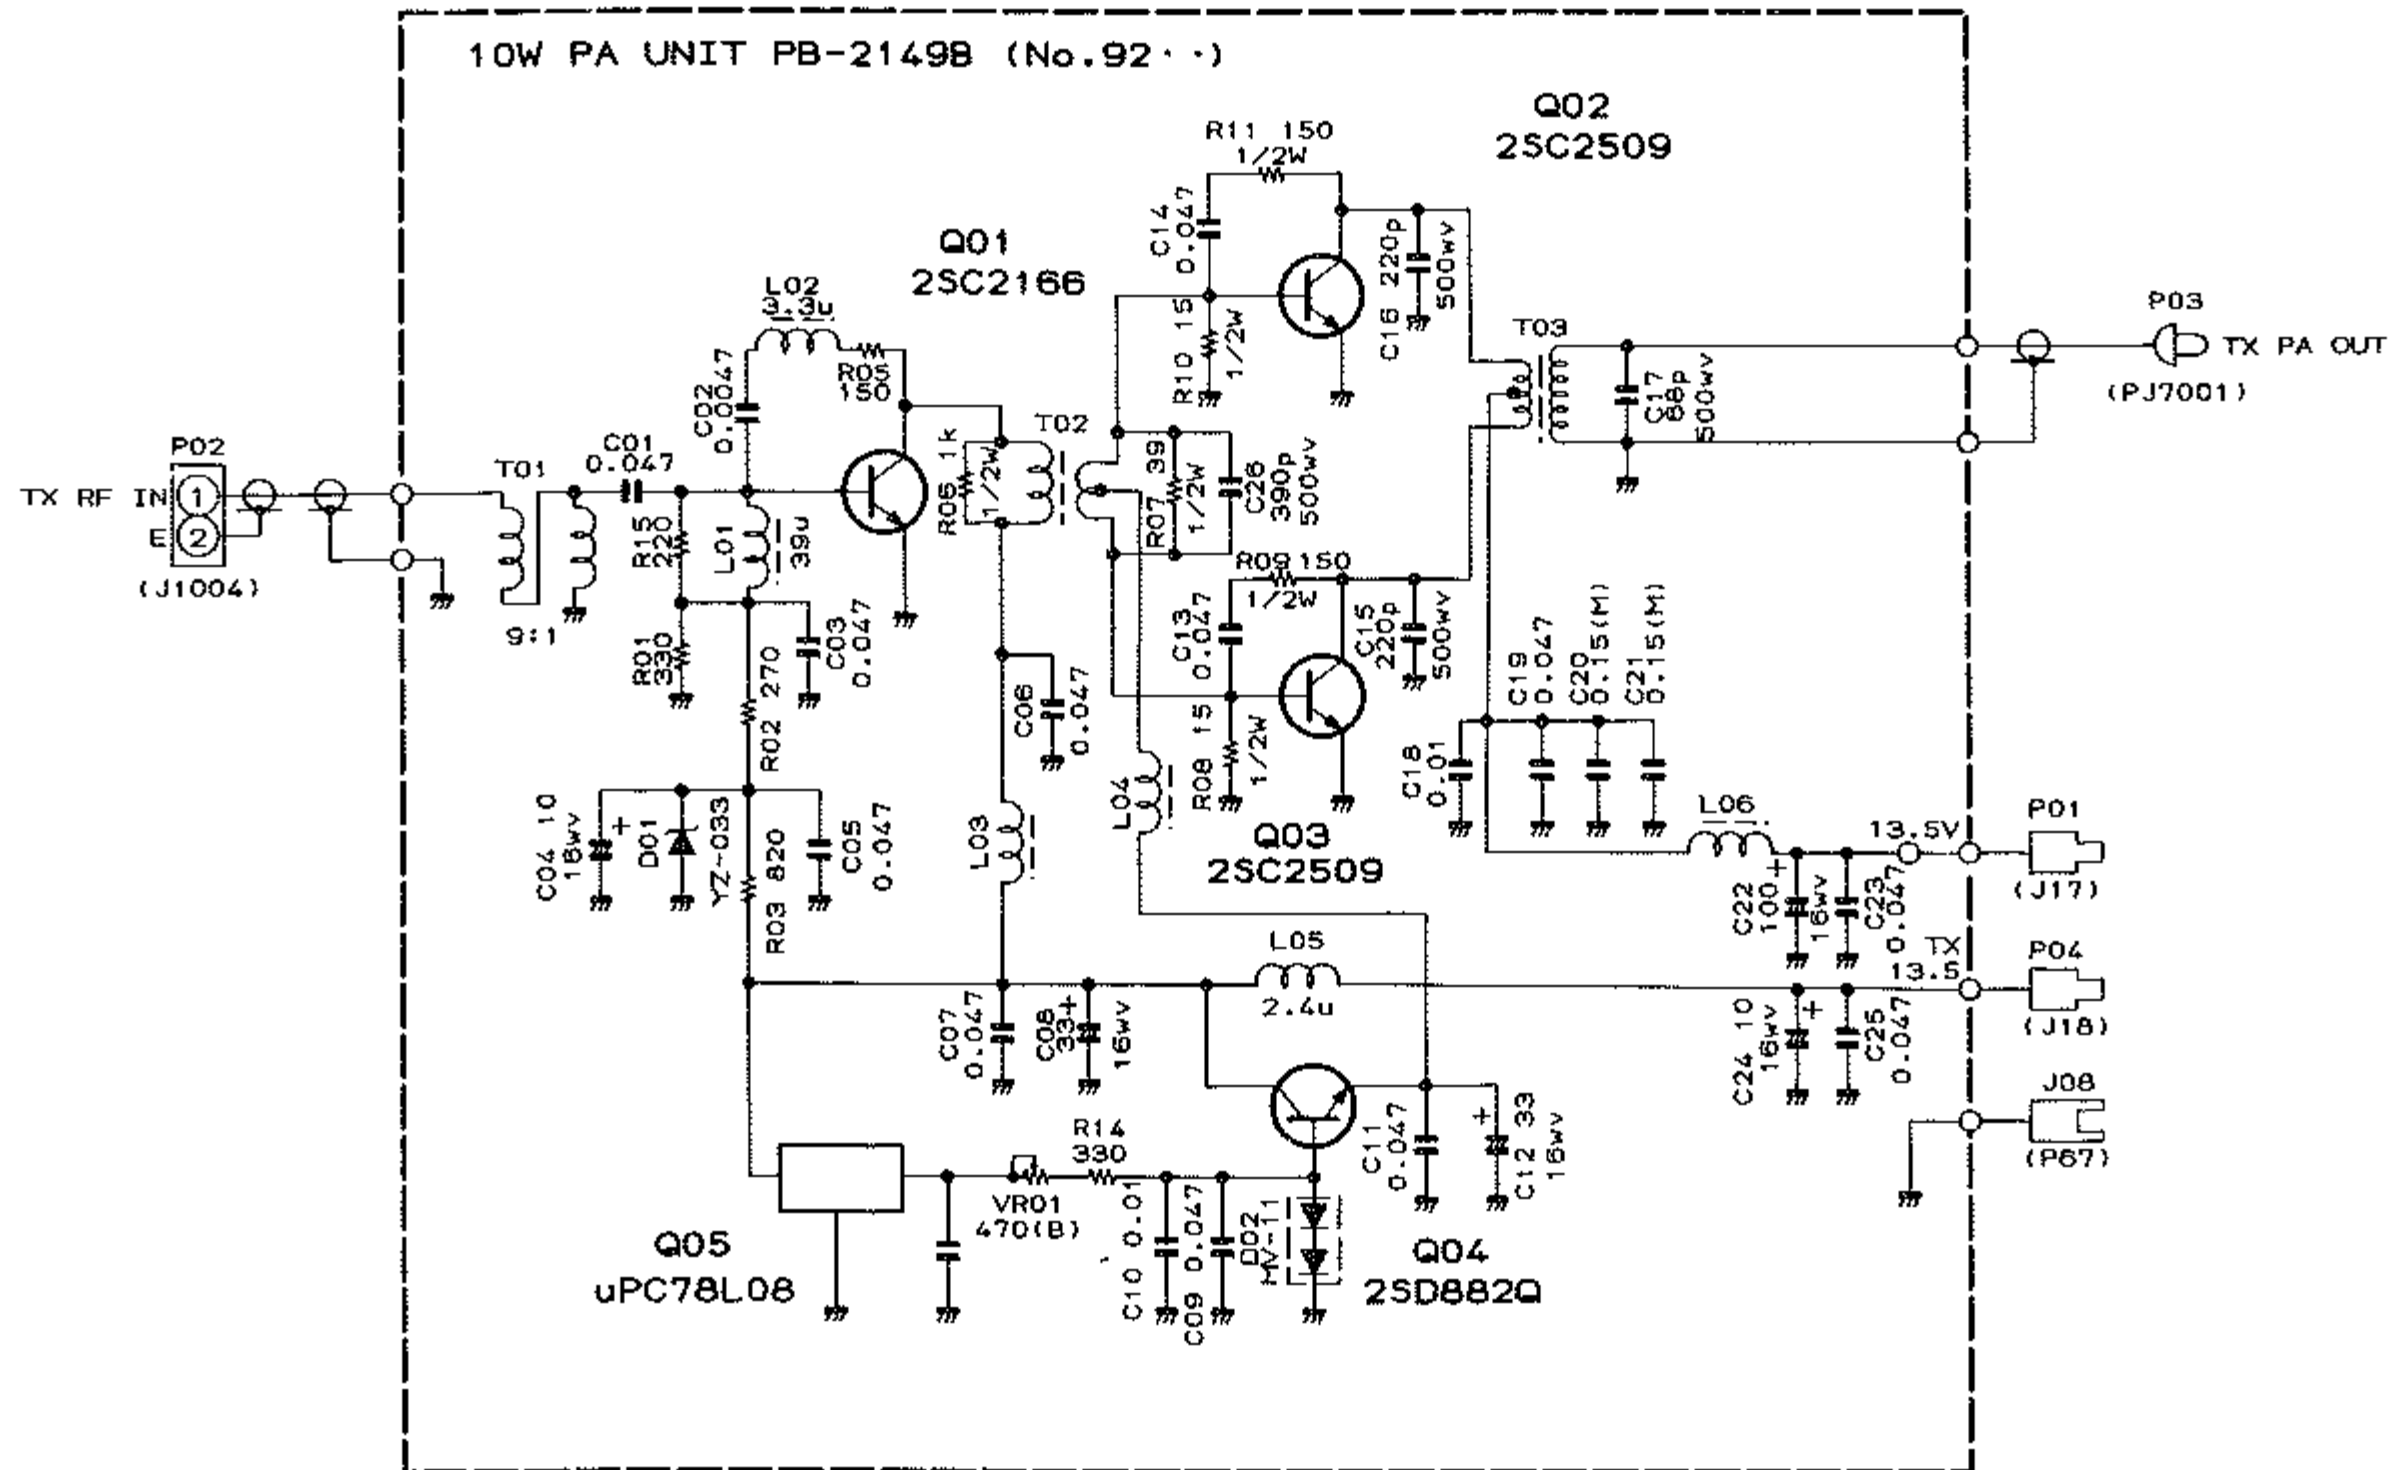 10W PA UNIT PB-2149B (No.92··)
Q02
2SC2509
R11 150
1/2W
C14
0.047
Q01
2SC2166
C16 220p
500wv
R10 15
1/2W
L02
3.3u
R05
150
C02
0.0047
T03
P03
TX PA OUT
(PJ7001)
C17
68p
500wv
P02
TX RF IN
1
E
2
(J1004)
T01
9:1
C01
0.047
R15
220
L01
39u
R06 1k
1/2W
T02
R07 39
1/2W
C26
390p
500wv
R09 150
1/2W
C13
0.047
C15
220p
500wv
R01
330
C03
0.047
R02 270
C06
0.047
R08 15
1/2W
L04
C19
0.047
C20
0.15(M)
C21
0.15(M)
C18
0.01
L06
13.5V
P01
(J17)
Q03
2SC2509
C04 10
16wv
+
D01
YZ-033
R03 820
C05
0.047
L03
C22
100
+
16wv
C23
0.047
TX
13.5
P04
(J18)
L05
2.4u
C07
0.047
C08
33
+
16wv
C24 10
16wv
+
C25
0.047
J08
(P67)
R14
330
VR01
470(B)
C11
0.047
+
C12 33
16wv
C10 0.01
C09 0.047
D02
MV-11
Q05
uPC78L08
Q04
2SD882Q